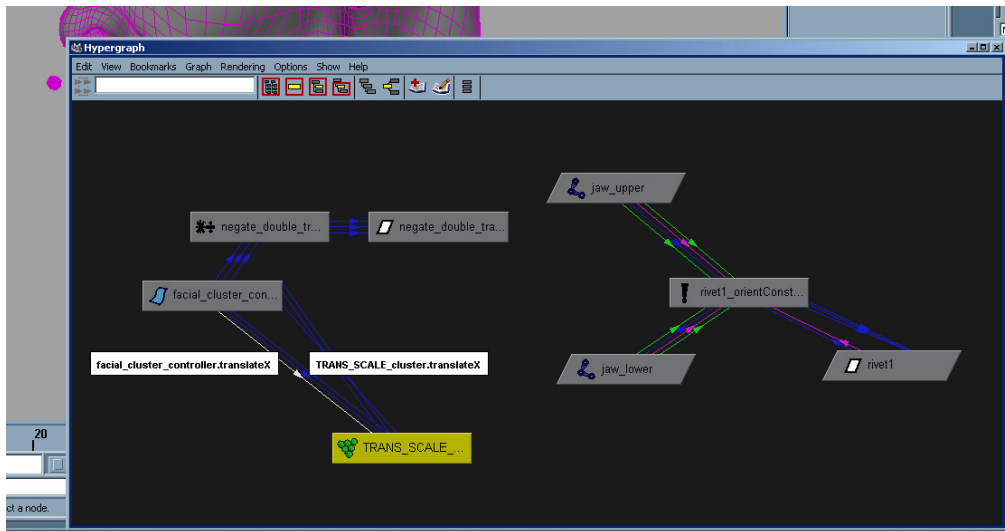 Hypergraph
Edit View Bookmarks Graph Rendering Options Show Help
jaw_upper
negate_double_tr...
negate_double_tra...
facial_cluster_con...
rivet1_orientConst...
facial_cluster_controller.translateX
TRANS_SCALE_cluster.translateX
jaw_lower
rivet1
20
TRANS_SCALE_...
ct a node.